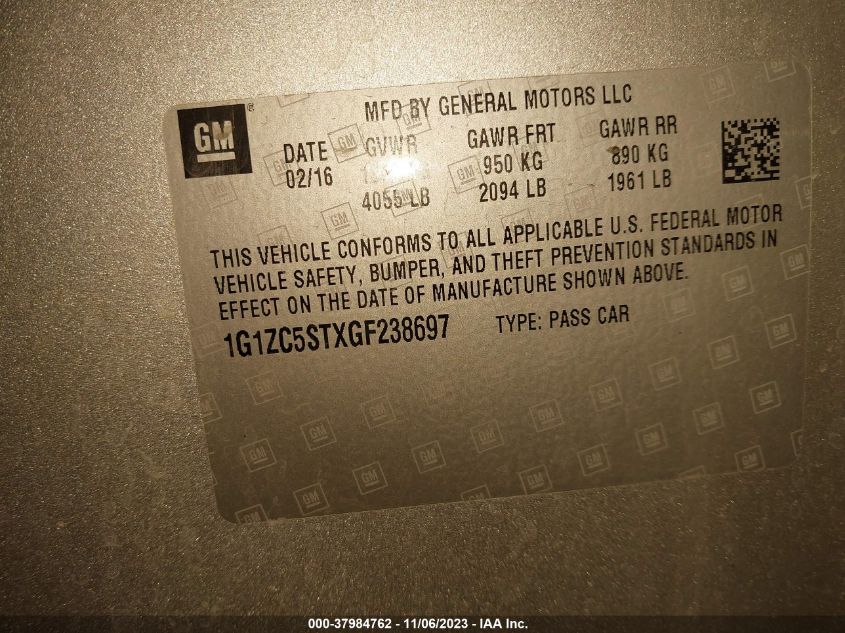 GM ®
MFD BY GENERAL MOTORS LLC
DATE GVWR GAWR FRT GAWR RR
02/16 950 KG 890 KG
4055 LB 2094 LB 1961 LB
THIS VEHICLE CONFORMS TO ALL APPLICABLE U.S. FEDERAL MOTOR
VEHICLE SAFETY, BUMPER, AND THEFT PREVENTION STANDARDS IN
EFFECT ON THE DATE OF MANUFACTURE SHOWN ABOVE.
1G1ZC5STXGF238697 TYPE: PASS CAR
000-37984762 - 11/06/2023 - IAA Inc.